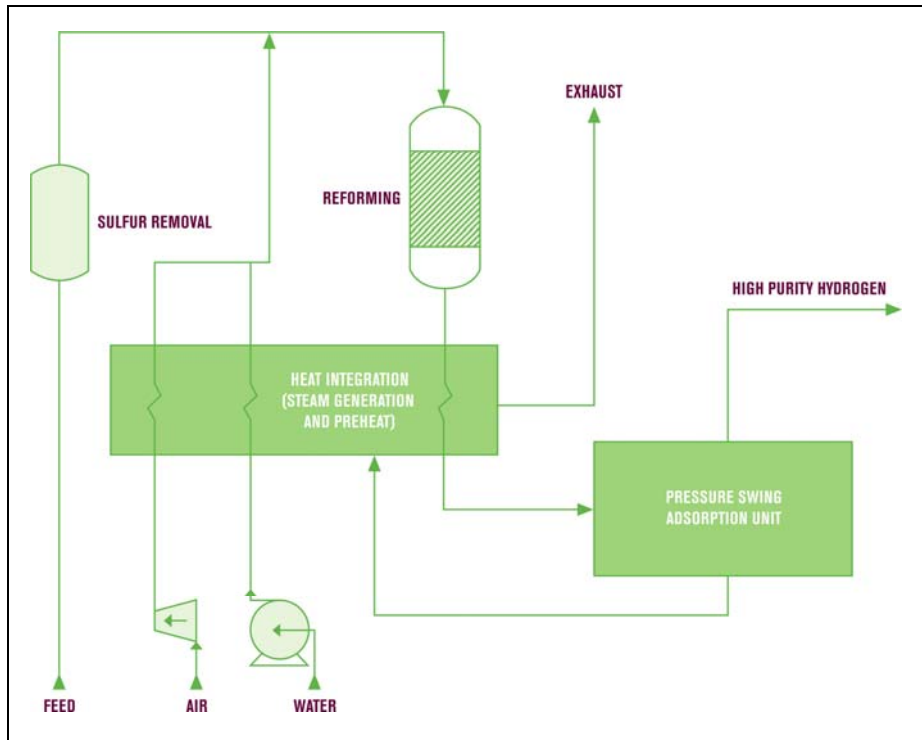 EXHAUST
REFORMING
SULFUR REMOVAL
HIGH PURITY HYDROGEN
HEAT INTEGRATION
(STEAM GENERATION
AND PREHEAT)
PRESSURE SWING
ADSORPTION UNIT
FEED
AIR
WATER